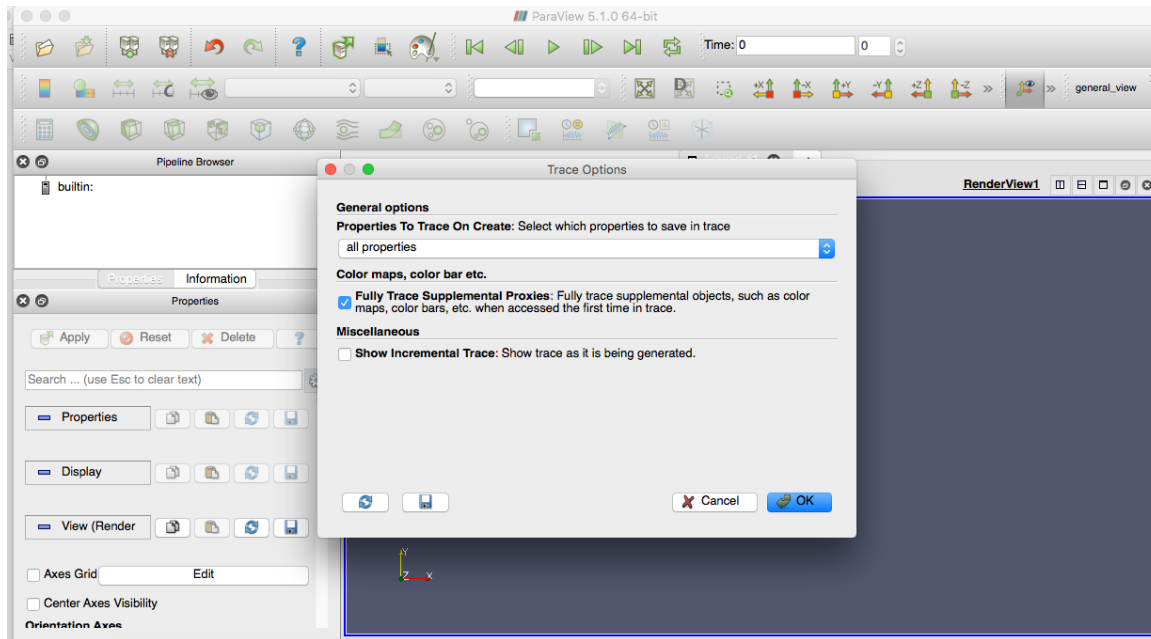 ParaView 5.1.0 64-bit
Time: 0
0
+X
-X
+Y
-Y
+Z
-Z
general_view
Pipeline Browser
builtin:
Properties
Information
Properties
Apply
Reset
Delete
?
Search ... (use Esc to clear text)
Properties
Display
View (Render
Axes Grid
Edit
Center Axes Visibility
Orientation Axes
RenderView1
Trace Options
General options
Properties To Trace On Create: Select which properties to save in trace
all properties
Color maps, color bar etc.
Fully Trace Supplemental Proxies: Fully trace supplemental objects, such as color
maps, color bars, etc. when accessed the first time in trace.
Miscellaneous
Show Incremental Trace: Show trace as it is being generated.
Cancel
OK
Y
Z
X